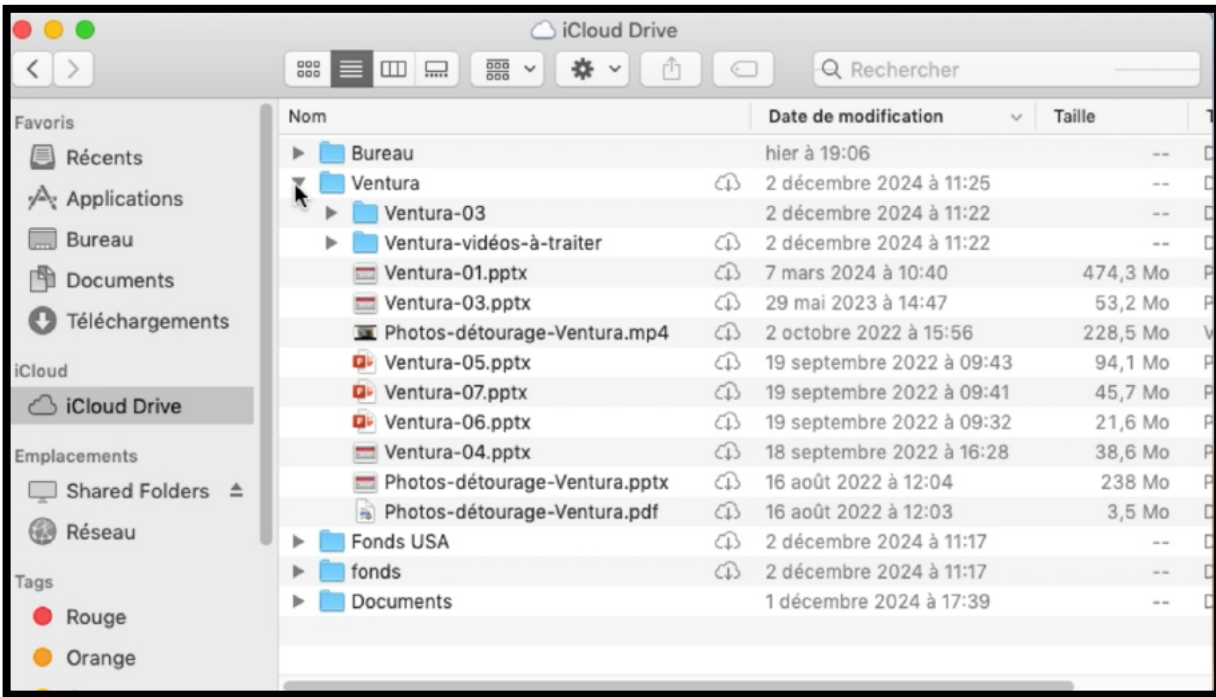 iCloud Drive
Rechercher
Favoris
Récents
Applications
Bureau
Documents
Téléchargements
iCloud
iCloud Drive
Emplacements
Shared Folders
Réseau
Tags
Rouge
Orange
Nom Date de modification Taille
Bureau hier à 19:06 --
Ventura 2 décembre 2024 à 11:25 --
Ventura-03 2 décembre 2024 à 11:22 --
Ventura-vidéos-à-traiter 2 décembre 2024 à 11:22 --
Ventura-01.pptx 7 mars 2024 à 10:40 474,3 Mo
Ventura-03.pptx 29 mai 2023 à 14:47 53,2 Mo
Photos-détourage-Ventura.mp4 2 octobre 2022 à 15:56 228,5 Mo
Ventura-05.pptx 19 septembre 2022 à 09:43 94,1 Mo
Ventura-07.pptx 19 septembre 2022 à 09:41 45,7 Mo
Ventura-06.pptx 19 septembre 2022 à 09:32 21,6 Mo
Ventura-04.pptx 18 septembre 2022 à 16:28 38,6 Mo
Photos-détourage-Ventura.pptx 16 août 2022 à 12:04 238 Mo
Photos-détourage-Ventura.pdf 16 août 2022 à 12:03 3,5 Mo
Fonds USA 2 décembre 2024 à 11:17 --
fonds 2 décembre 2024 à 11:17 --
Documents 1 décembre 2024 à 17:39 --